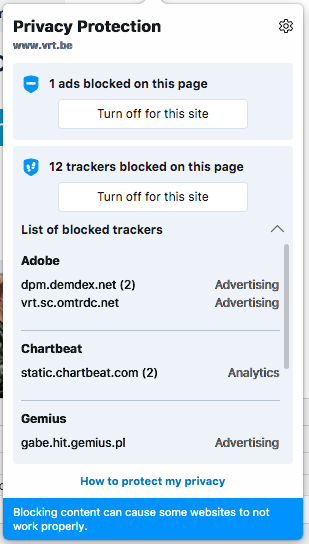 Privacy Protection
www.vrt.be
1 ads blocked on this page
Turn off for this site
12 trackers blocked on this page
Turn off for this site
List of blocked trackers
Adobe
dpm.demdex.net (2) Advertising
vrt.sc.omtrdc.net Advertising
Chartbeat
static.chartbeat.com (2) Analytics
Gemius
gabe.hit.gemius.pl Advertising
How to protect my privacy
Blocking content can cause some websites to not
work properly.